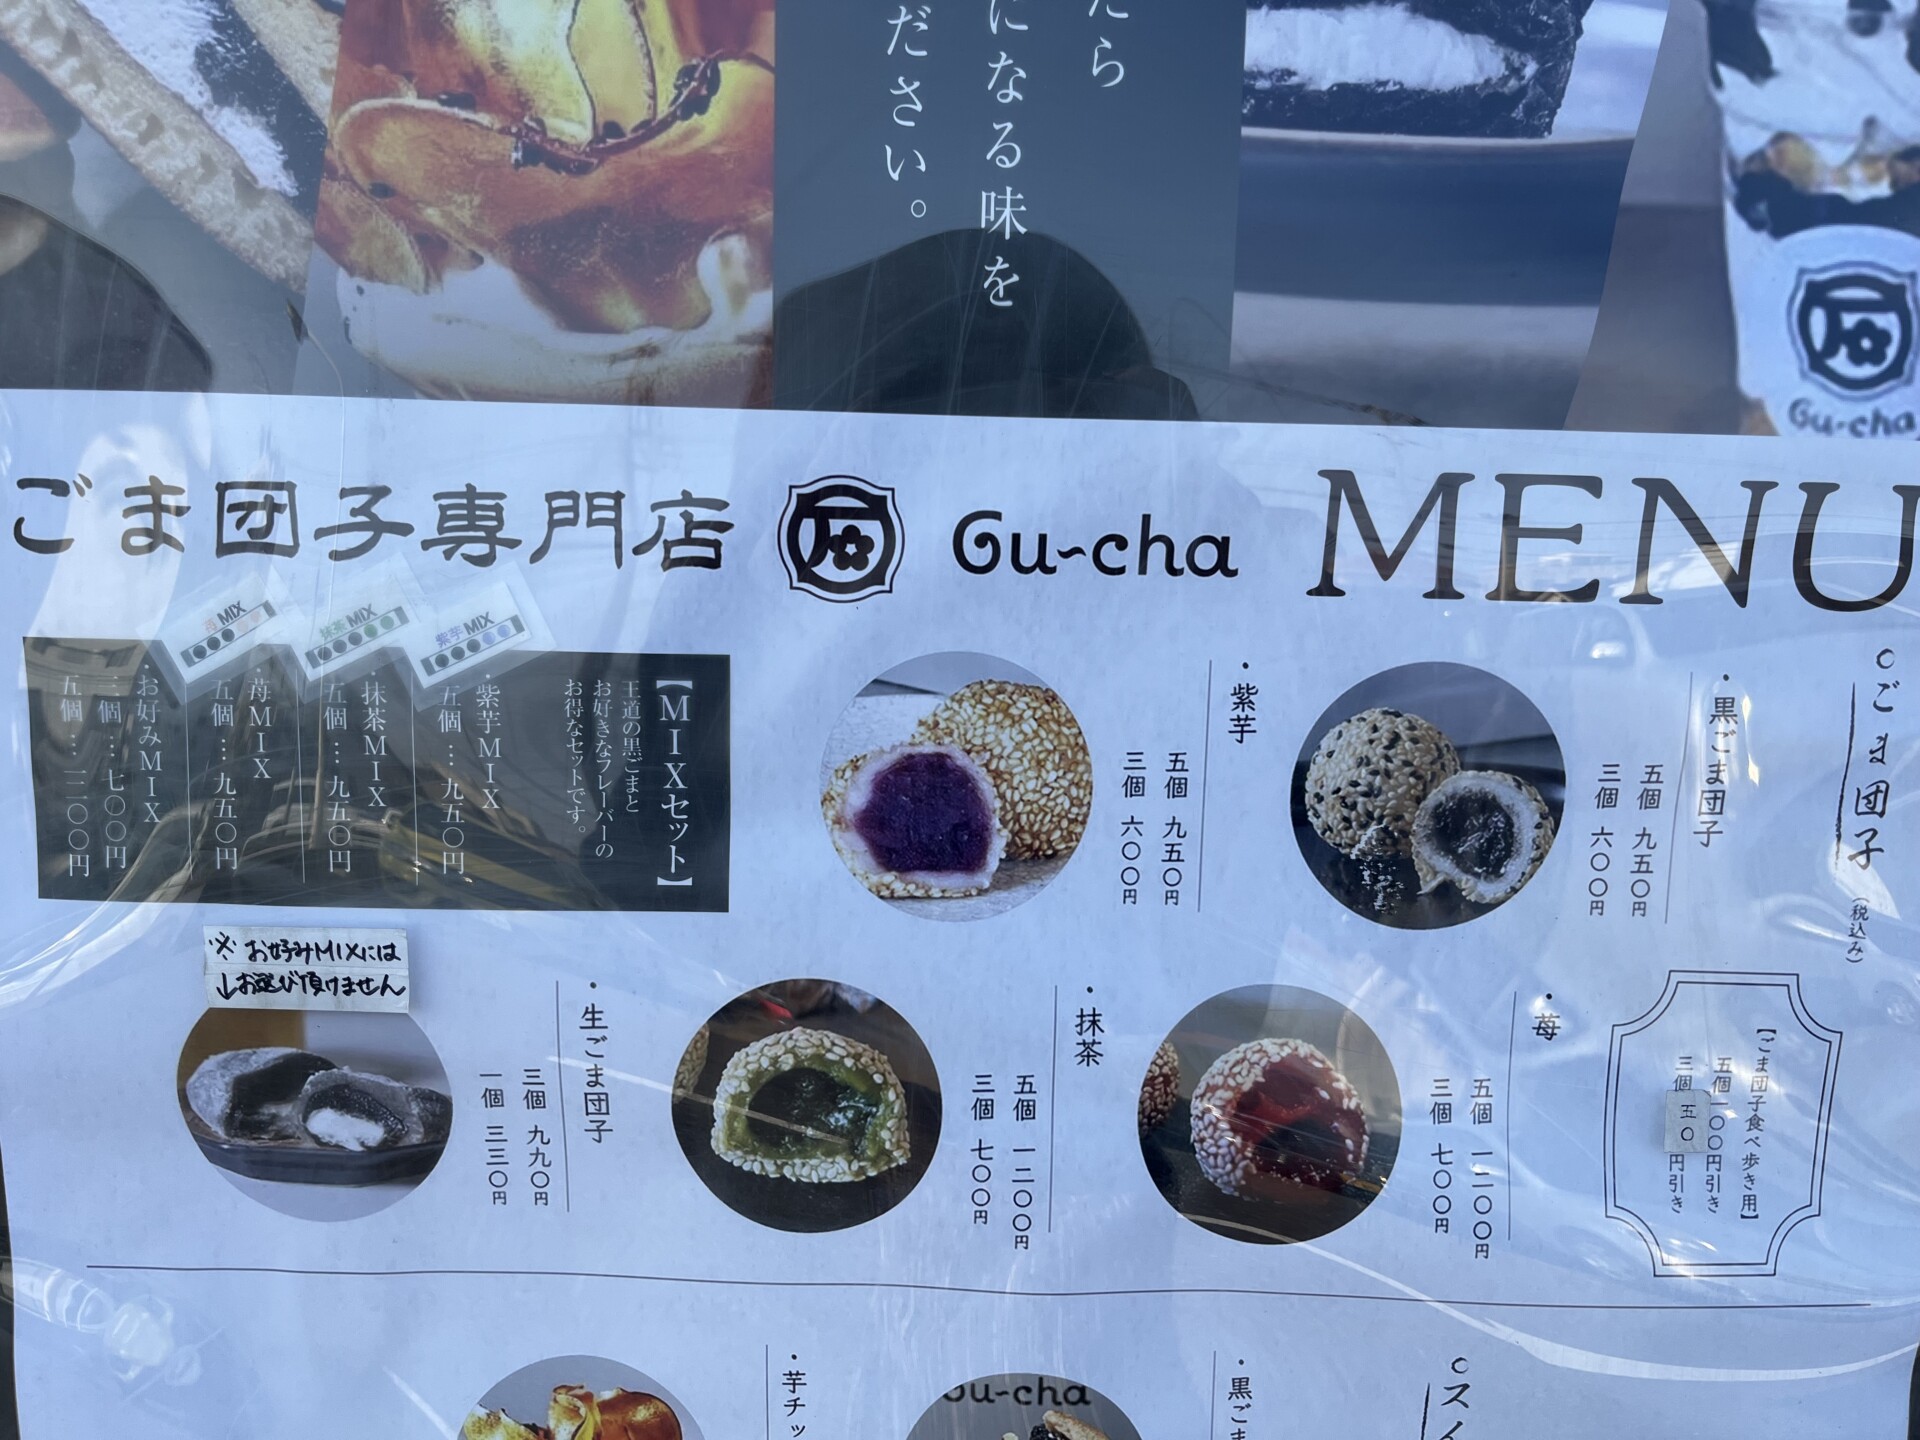 たら
になる味を
ださい。
Gu-cha
ごま団子専門店
Gu-cha
MENU
ごま団子
(税込み)
・黒ごま団子
五個 九五〇円
三個 六〇〇円
・紫芋
五個 九五〇円
三個 六〇〇円
【MIXセット】
王道の黒ごまと
お好きなフレーバーの
お得なセットです。
紫芋MIX
・紫芋MIX
五個…九五〇円
抹茶MIX
・抹茶MIX
五個…九五〇円
苺MIX
・苺MIX
五個…九五〇円
・お好みMIX
三個…七〇〇円
五個…一二〇〇円
【ごま団子食べ歩き用】
五個一〇〇円引き
三個五〇円引き
・苺
五個 一二〇〇円
三個 七〇〇円
・抹茶
五個 一二〇〇円
三個 七〇〇円
・生ごま団子
三個 九九〇円
一個 三三〇円
※お好みMIXには
↓お選び頂けません
スイ
・黒ごま
Gu-cha
・芋チッ